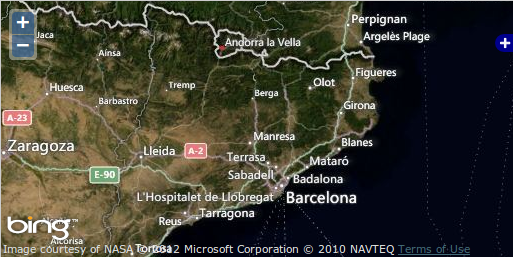 +
−
Perpignan
Jaca
Andorra la Vella
Argelès Plage
+
Aínsa
Figueres
Huesca
Tremp
Olot
Berga
Barbastro
Girona
A-23
Manresa
Blanes
Zaragoza
Lleida
A-2
Terrasa
Mataró
E-90
Sabadell
Badalona
L'Hospitalet de Llobregat
Barcelona
Reus
Tarragona
bing
Alcañiz
Alcorisa
Tortosa
Image courtesy of NASA 2012 Microsoft Corporation © 2010 NAVTEQ Terms of Use